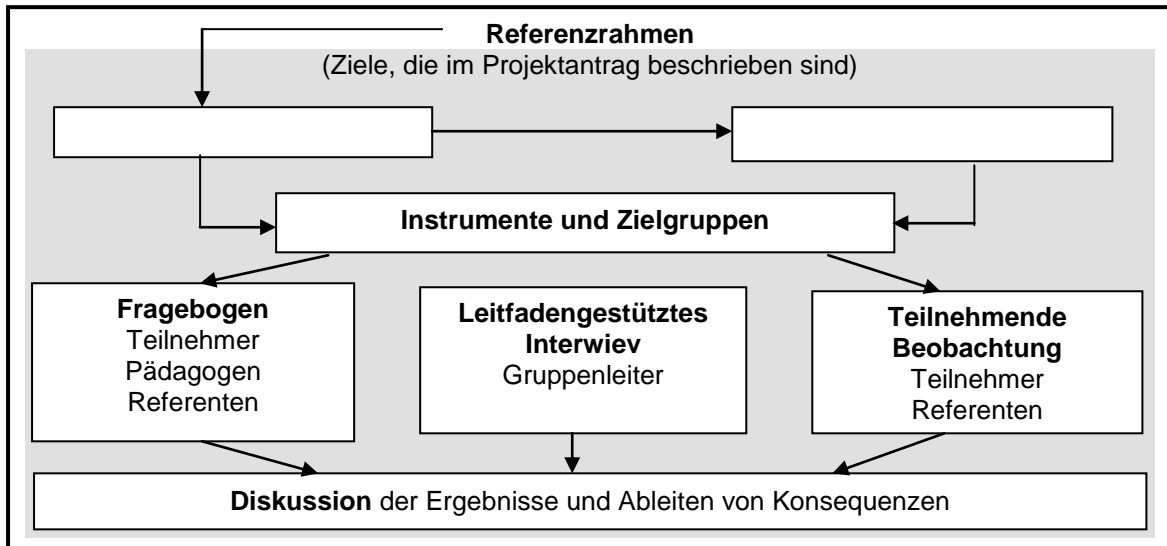 Referenzrahmen
(Ziele, die im Projektantrag beschrieben sind)
Instrumente und Zielgruppen
Fragebogen
Teilnehmer
Pädagogen
Referenten
Leitfadengestütztes
Interwiev
Gruppenleiter
Teilnehmende
Beobachtung
Teilnehmer
Referenten
Diskussion der Ergebnisse und Ableiten von Konsequenzen